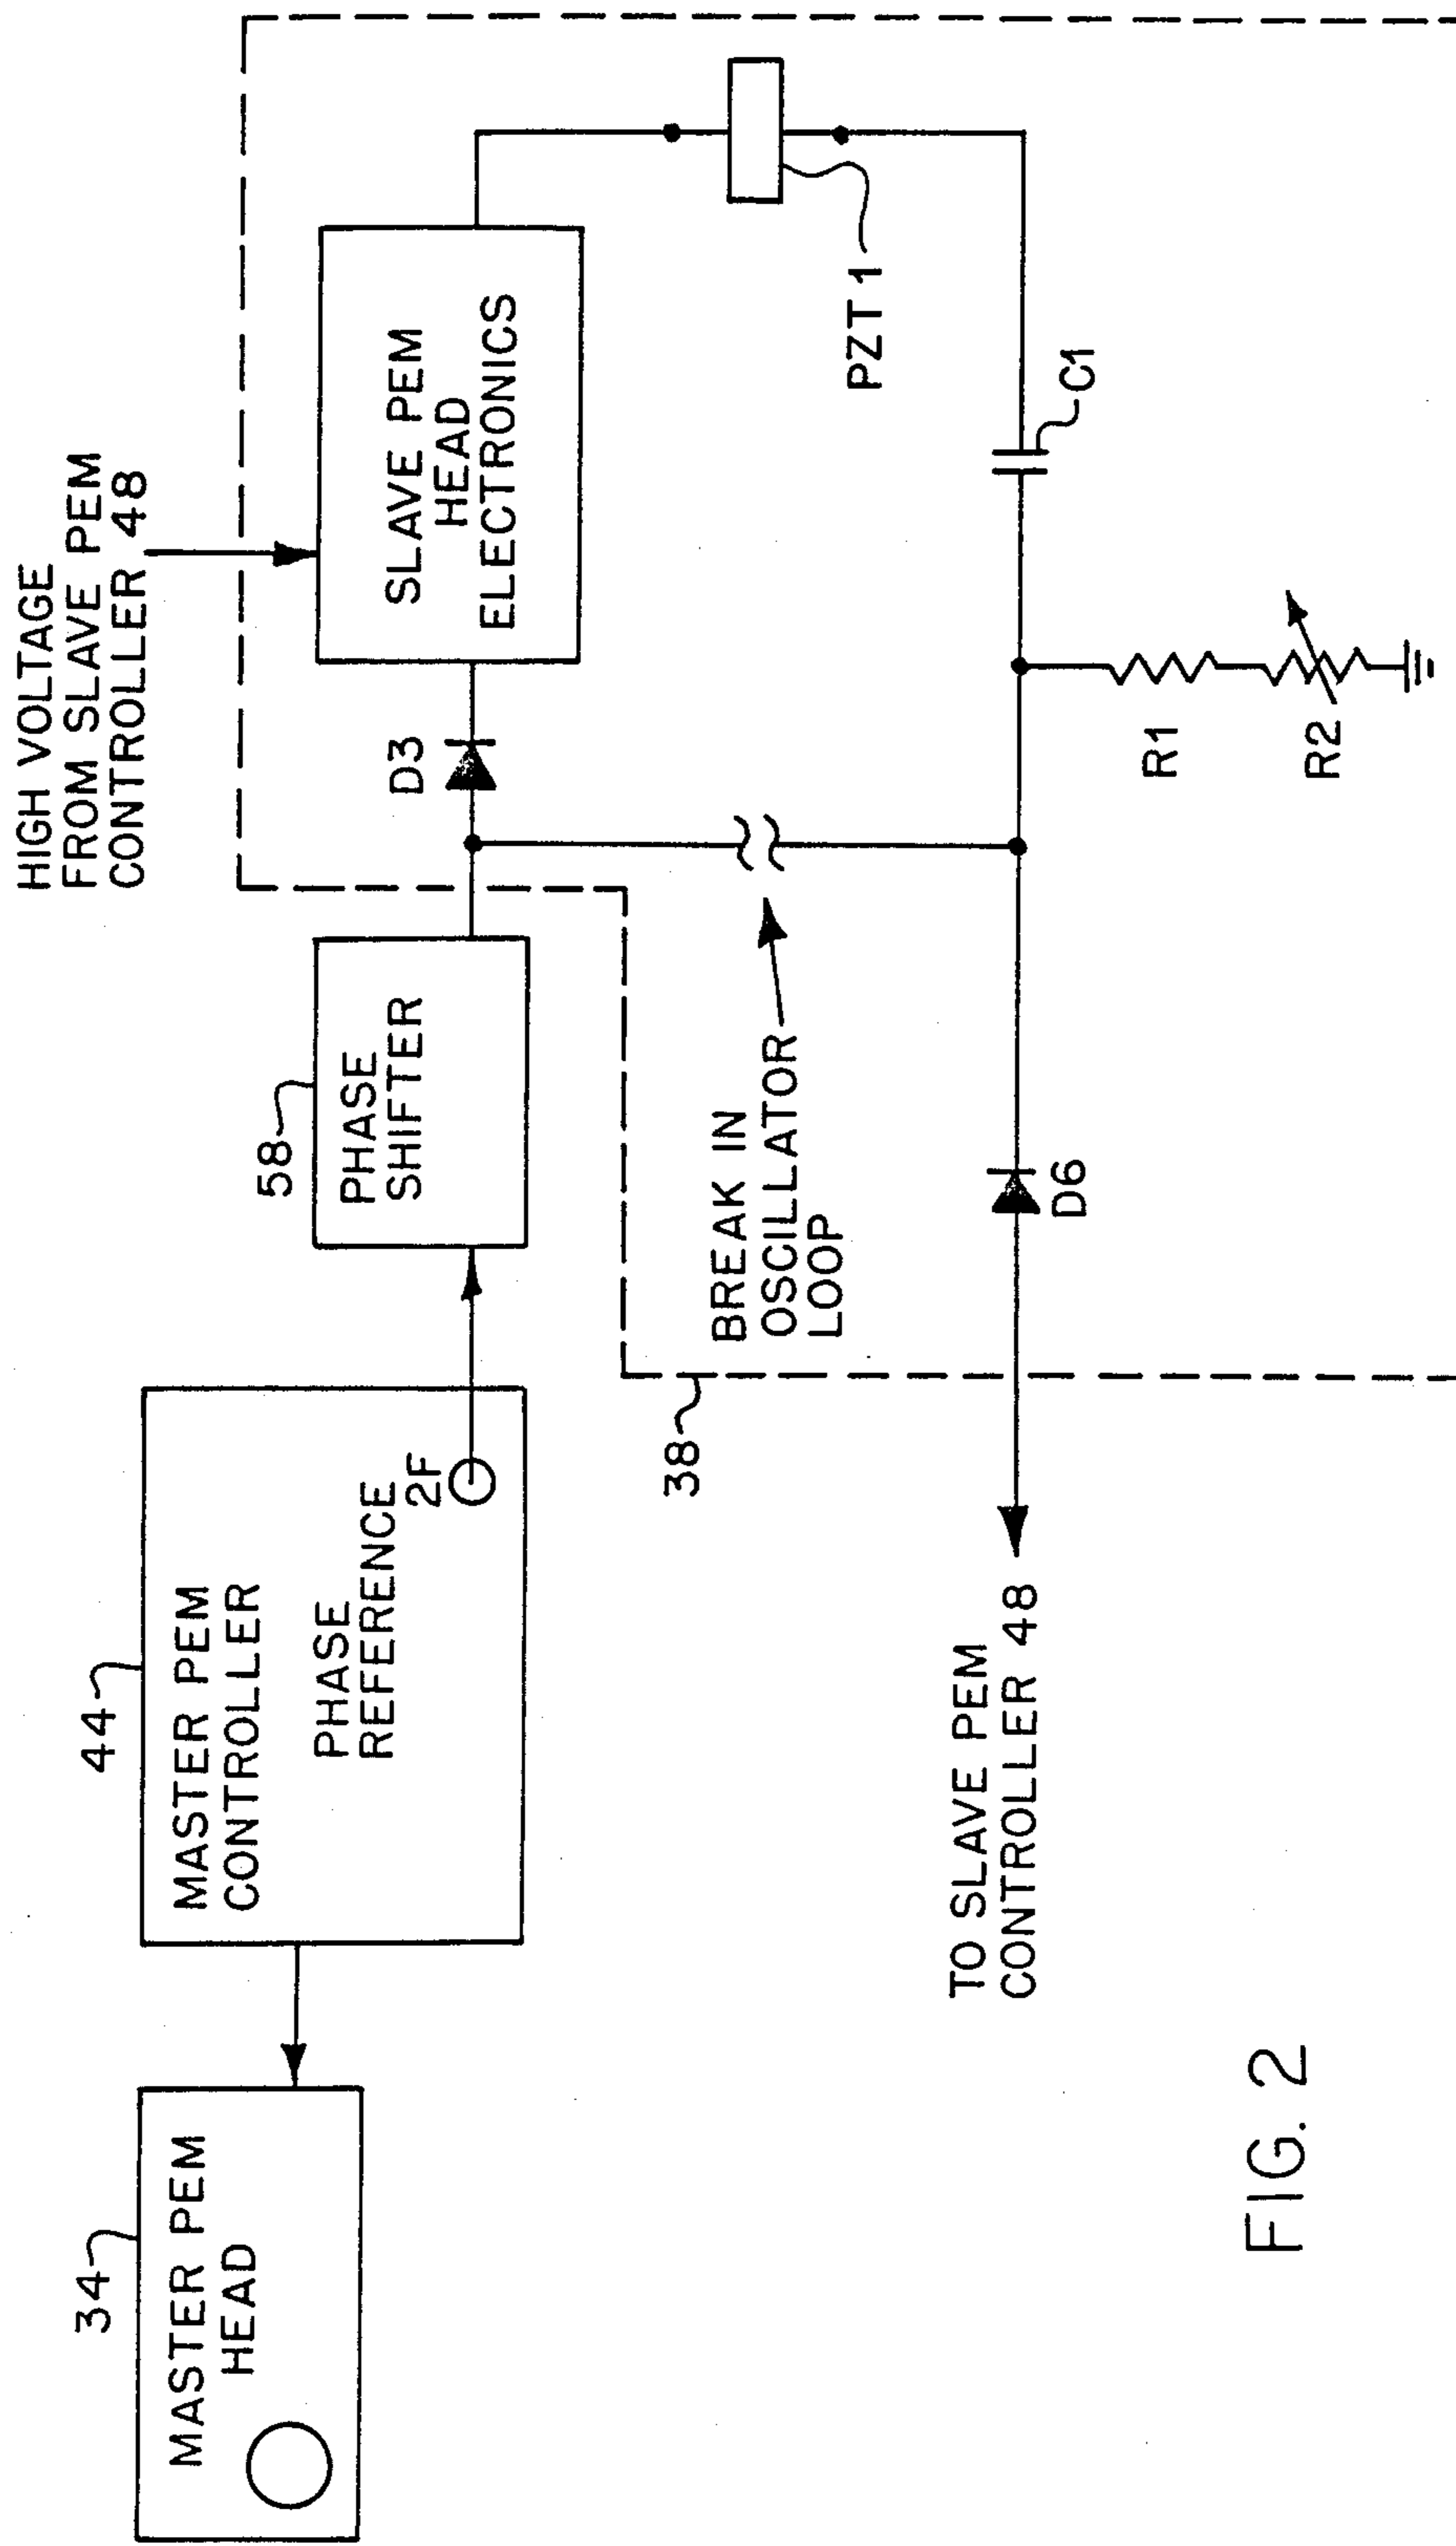 34
MASTER PEM
HEAD
44
MASTER PEM
CONTROLLER
PHASE
REFERENCE
2F
58
PHASE
SHIFTER
HIGH VOLTAGE
FROM SLAVE PEM
CONTROLLER 48
D3
SLAVE PEM
HEAD
ELECTRONICS
38
BREAK IN
OSCILLATOR
LOOP
PZT 1
TO SLAVE PEM
CONTROLLER 48
D6
C1
R1
R2
FIG. 2